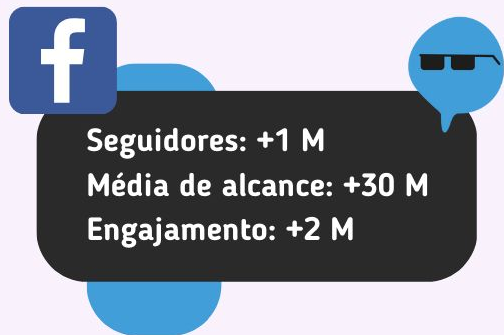 Seguidores: +1 M
Média de alcance: +30 M
Engajamento: +2 M